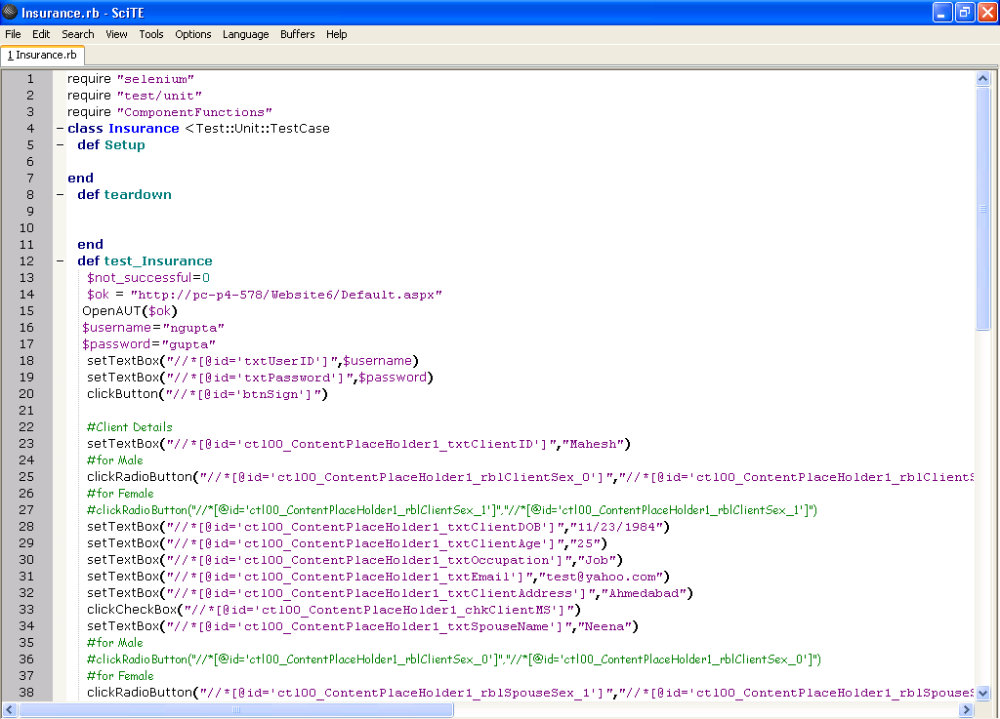 Insurance.rb - SciTE
File Edit Search View Tools Options Language Buffers Help
1 Insurance.rb
1 require "selenium"
2 require "test/unit"
3 require "ComponentFunctions"
4 class Insurance <Test::Unit::TestCase
5 def Setup
6
7 end
8 def teardown
9
10
11 end
12 def test_Insurance
13 $not_successful=0
14 $ok = "http://pc-p4-578/Website6/Default.aspx"
15 OpenAUT($ok)
16 $username="ngupta"
17 $password="gupta"
18 setTextBox("//*[@id='txtUserID']",$username)
19 setTextBox("//*[@id='txtPassword']",$password)
20 clickButton("//*[@id='btnSign']")
21
22 #Client Details
23 setTextBox("//*[@id='ctl00_ContentPlaceHolder1_txtClientID']","Mahesh")
24 #for Male
25 clickRadioButton("//*[@id='ctl00_ContentPlaceHolder1_rblClientSex_0']","//*[@id='ctl00_ContentPlaceHolder1_rblClientS
26 #for Female
27 #clickRadioButton("//*[@id='ctl00_ContentPlaceHolder1_rblClientSex_1']","//*[@id='ctl00_ContentPlaceHolder1_rblClientSex_1']")
28 setTextBox("//*[@id='ctl00_ContentPlaceHolder1_txtClientDOB']","11/23/1984")
29 setTextBox("//*[@id='ctl00_ContentPlaceHolder1_txtClientAge']","25")
30 setTextBox("//*[@id='ctl00_ContentPlaceHolder1_txtOccupation']","Job")
31 setTextBox("//*[@id='ctl00_ContentPlaceHolder1_txtEmail']","test@yahoo.com")
32 setTextBox("//*[@id='ctl00_ContentPlaceHolder1_txtClientAddress']","Ahmedabad")
33 clickCheckBox("//*[@id='ctl00_ContentPlaceHolder1_chkClientMS']")
34 setTextBox("//*[@id='ctl00_ContentPlaceHolder1_txtSpouseName']","Neena")
35 #for Male
36 #clickRadioButton("//*[@id='ctl00_ContentPlaceHolder1_rblClientSex_0']","//*[@id='ctl00_ContentPlaceHolder1_rblClientSex_0']")
37 #for Female
38 clickRadioButton("//*[@id='ctl00_ContentPlaceHolder1_rblSpouseSex_1']","//*[@id='ctl00_ContentPlaceHolder1_rblSpouseS